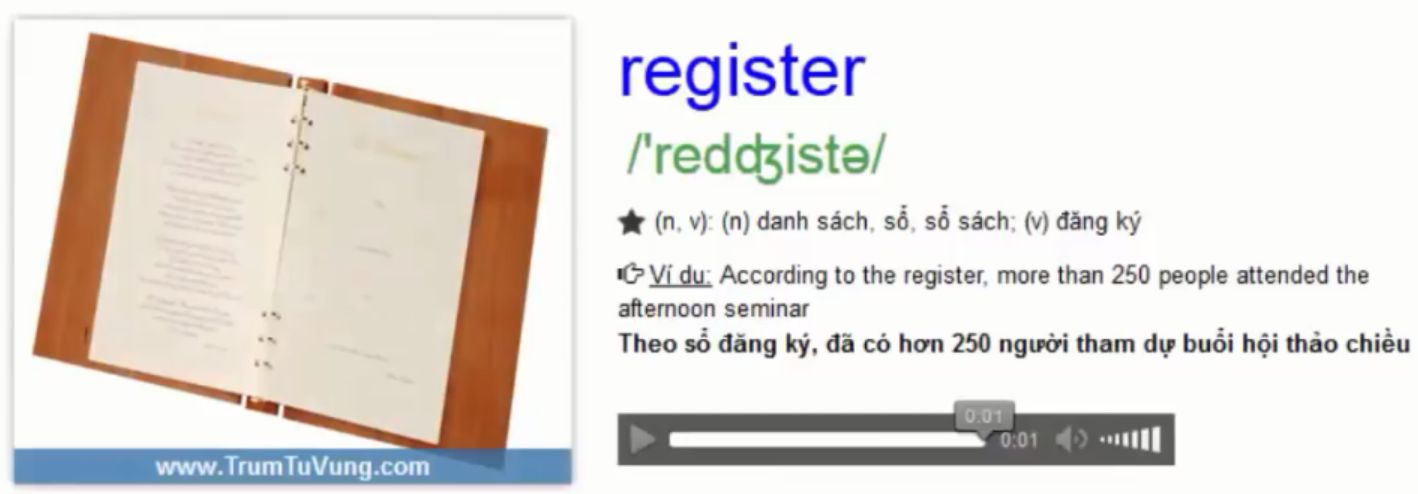 register
/'redʤistə/
(n, v): (n) danh sách, sổ, sổ sách; (v) đăng ký
Ví du: According to the register, more than 250 people attended the
afternoon seminar
Theo sổ đăng ký, đã có hơn 250 người tham dự buổi hội thảo chiều
0:01
0:01
www.TrumTuVung.com